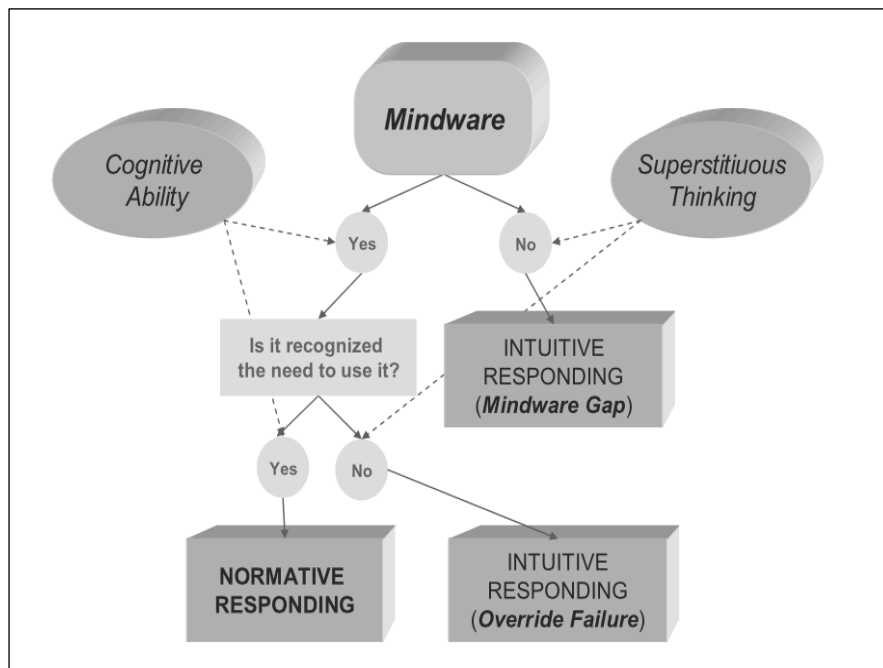 Mindware
Cognitive
Ability
Superstitiuous
Thinking
Yes
No
Is it recognized
the need to use it?
INTUITIVE
RESPONDING
(Mindware Gap)
Yes
No
NORMATIVE
RESPONDING
INTUITIVE
RESPONDING
(Override Failure)